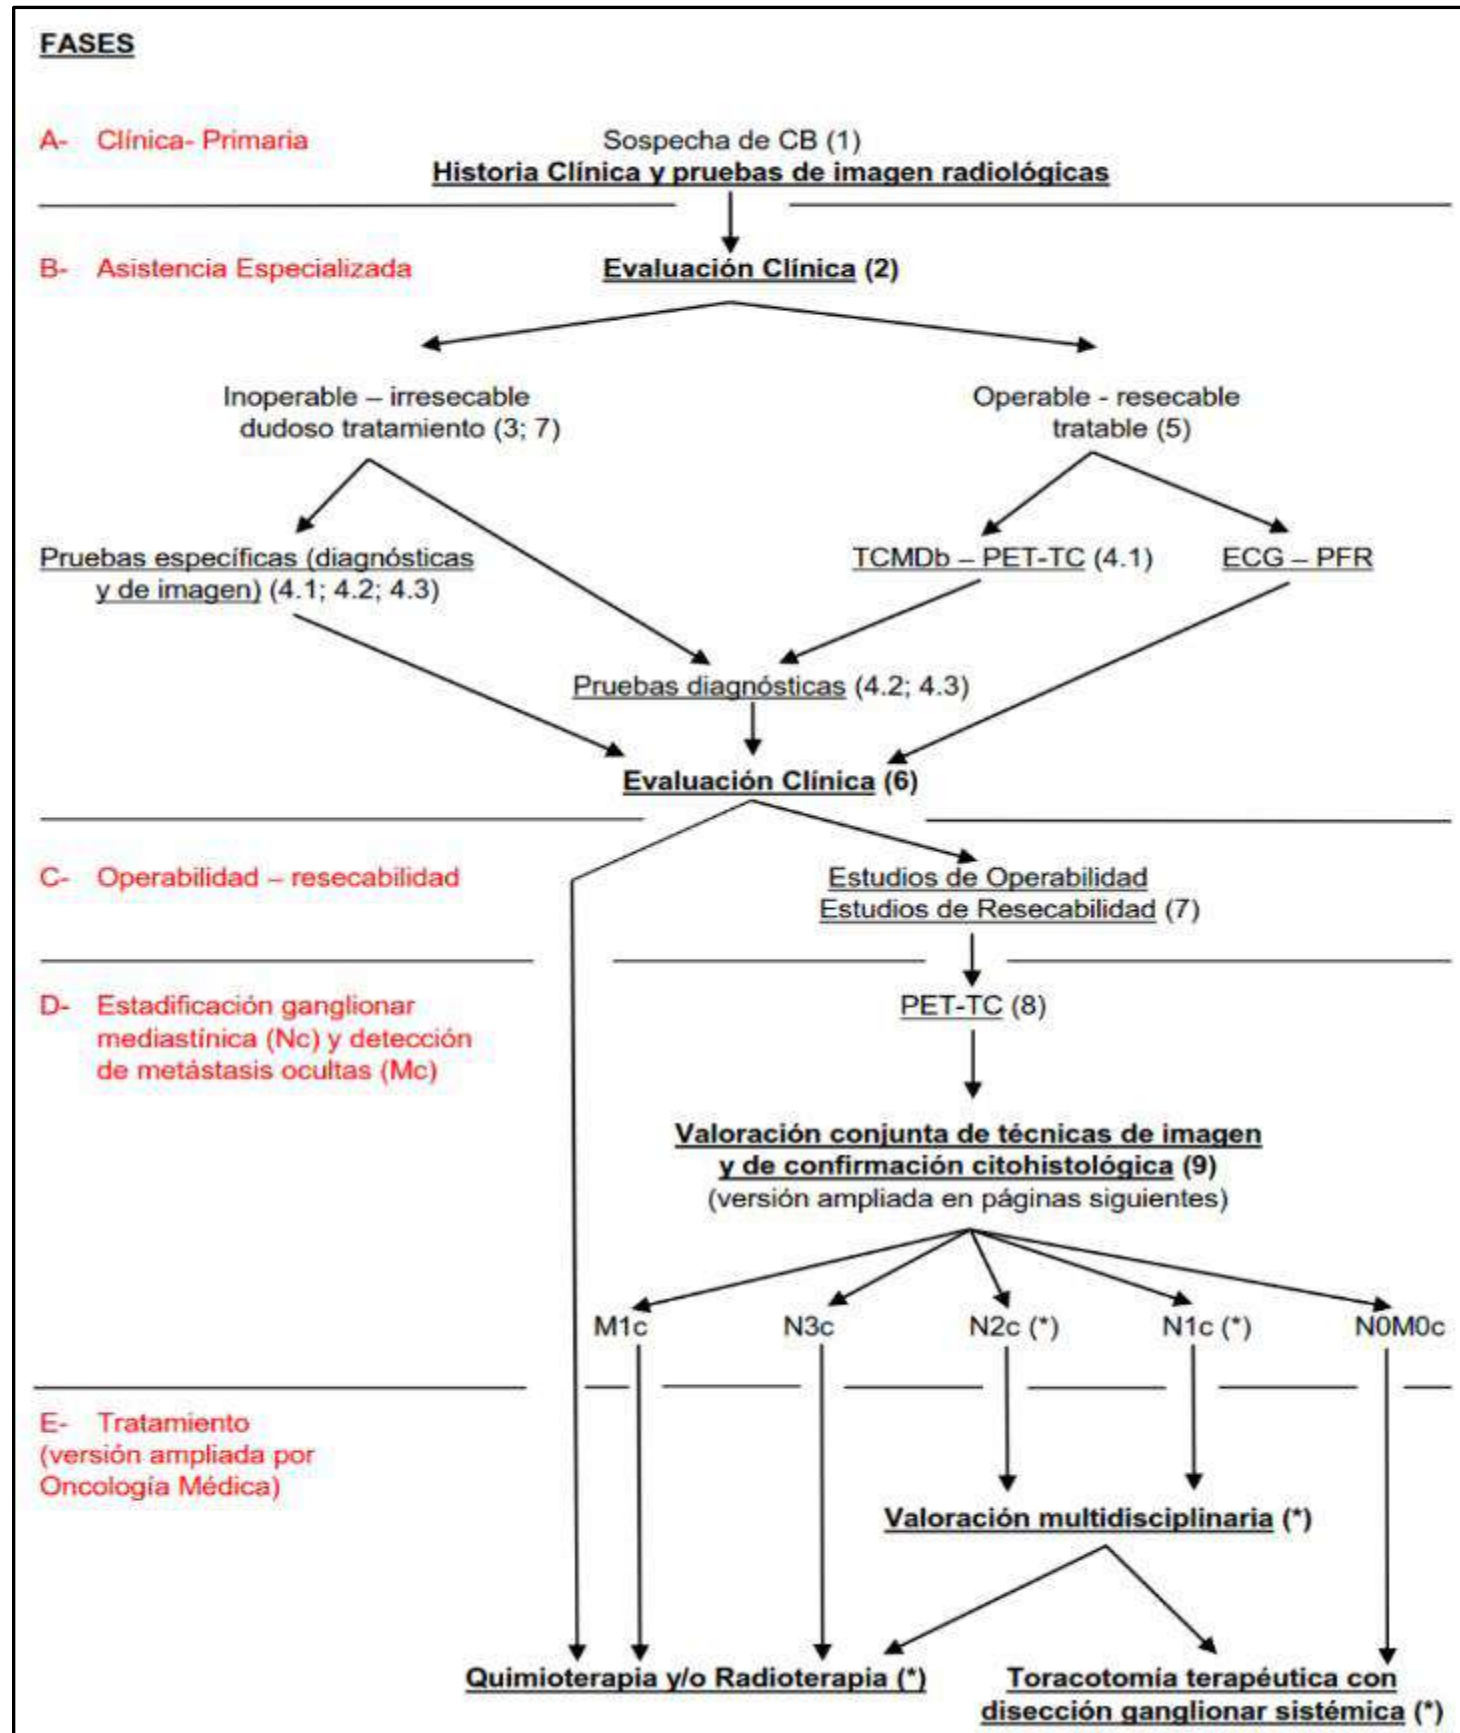 FASES
A- Clínica- Primaria
Sospecha de CB (1)
Historia Clínica y pruebas de imagen radiológicas
B- Asistencia Especializada
Evaluación Clínica (2)
Inoperable – irresecable
dudoso tratamiento (3; 7)
Operable - resecable
tratable (5)
Pruebas específicas (diagnósticas
y de imagen) (4.1; 4.2; 4.3)
TCMDb – PET-TC (4.1)
ECG – PFR
Pruebas diagnósticas (4.2; 4.3)
Evaluación Clínica (6)
C- Operabilidad – resecabilidad
Estudios de Operabilidad
Estudios de Resecabilidad (7)
D- Estadificación ganglionar
mediastínica (Nc) y detección
de metástasis ocultas (Mc)
PET-TC (8)
Valoración conjunta de técnicas de imagen
y de confirmación citohistológica (9)
(versión ampliada en páginas siguientes)
M1c
N3c
N2c (*)
N1c (*)
N0M0c
E- Tratamiento
(versión ampliada por
Oncología Médica)
Valoración multidisciplinaria (*)
Quimioterapia y/o Radioterapia (*)
Toracotomía terapéutica con
disección ganglionar sistémica (*)